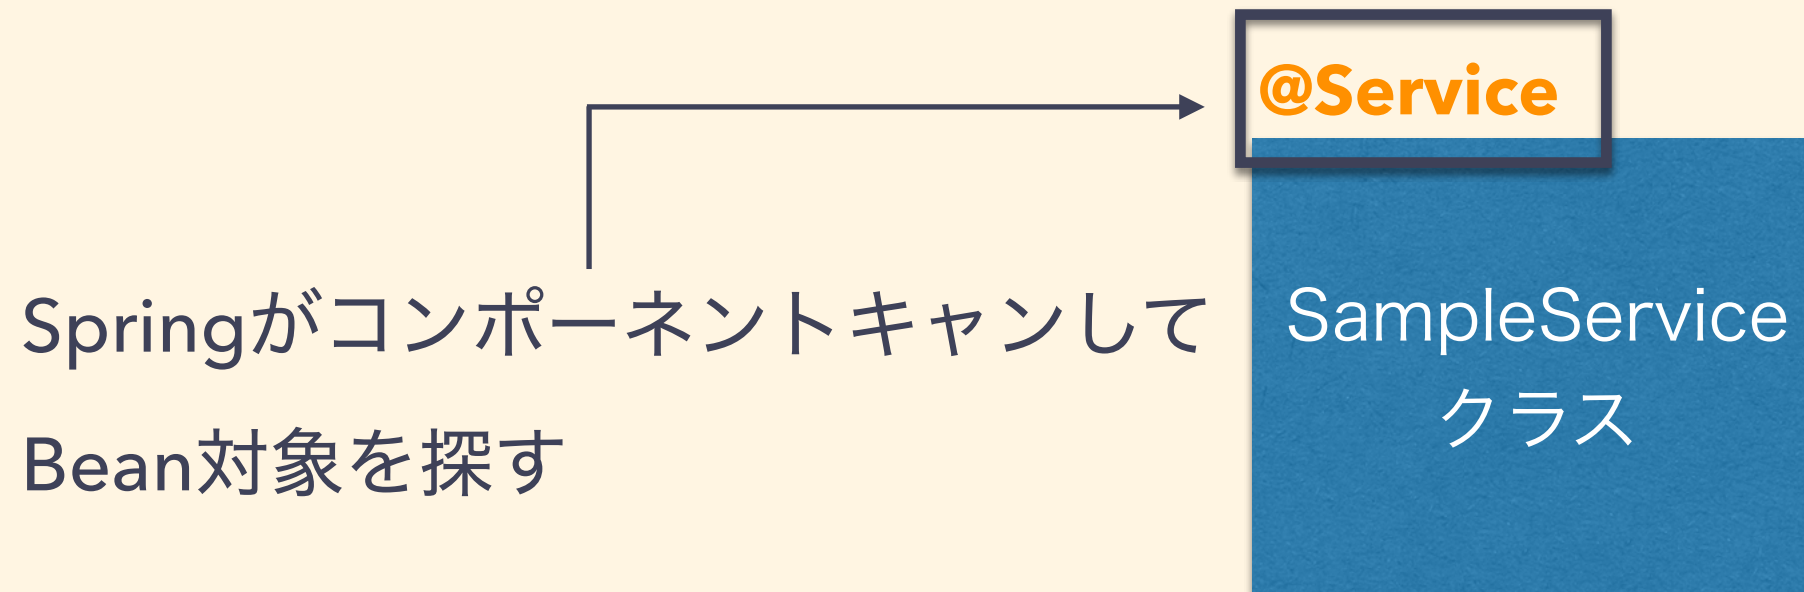 @Service
Springがコンポーネントキャンして
Bean対象を探す
SampleService
クラス